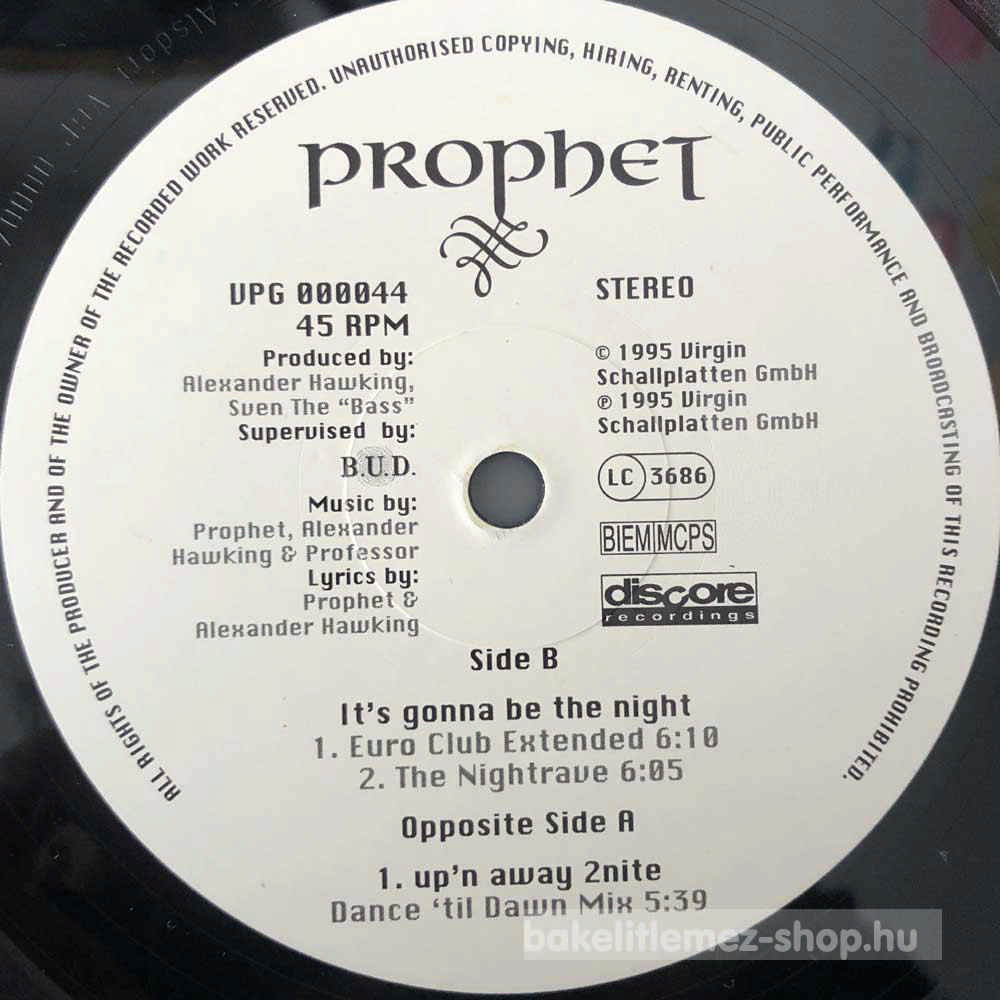 ALL RIGHTS OF THE PRODUCER AND OF THE OWNER OF THE RECORDED WORK RESERVED. UNAUTHORISED COPYING, HIRING, RENTING, PUBLIC PERFORMANCE AND BROADCASTING OF THIS RECORDING PROHIBITED.
PROPHET
VPG 000044
45 RPM
Produced by:
Alexander Hawking,
Sven The “Bass”
Supervised by:
B.U.D.
Music by:
Prophet, Alexander
Hawking & Professor
Lyrics by:
Prophet &
Alexander Hawking
STEREO
© 1995 Virgin
Schallplatten GmbH
℗ 1995 Virgin
Schallplatten GmbH
LC 3686
BIEM MCPS
discore
recordings
Side B
It's gonna be the night
1. Euro Club Extended 6:10
2. The Nightrave 6:05
Opposite Side A
1. up'n away 2nite
Dance ‘til Dawn Mix 5:39
bakelitlemez-shop.hu